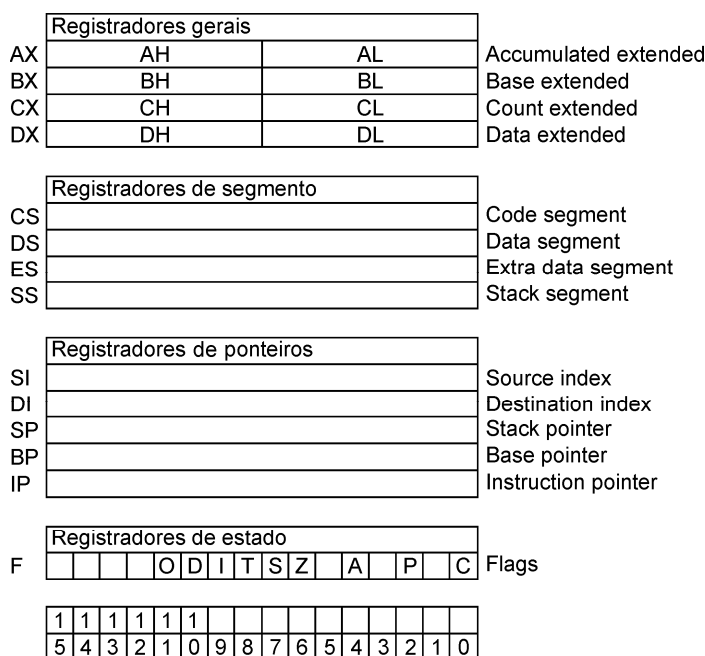 Registradores gerais
AX AH AL Accumulated extended
BX BH BL Base extended
CX CH CL Count extended
DX DH DL Data extended
Registradores de segmento
CS Code segment
DS Data segment
ES Extra data segment
SS Stack segment
Registradores de ponteiros
SI Source index
DI Destination index
SP Stack pointer
BP Base pointer
IP Instruction pointer
Registradores de estado
F O D I T S Z A P C Flags
1 1 1 1 1 1
5 4 3 2 1 0 9 8 7 6 5 4 3 2 1 0